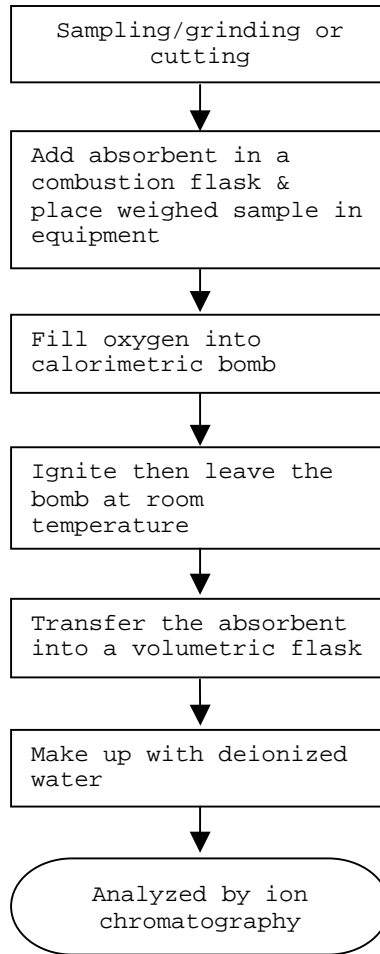 Sampling/grinding or
cutting
Add absorbent in a
combustion flask &
place weighed sample in
equipment
Fill oxygen into
calorimetric bomb
Ignite then leave the
bomb at room
temperature
Transfer the absorbent
into a volumetric flask
Make up with deionized
water
Analyzed by ion
chromatography